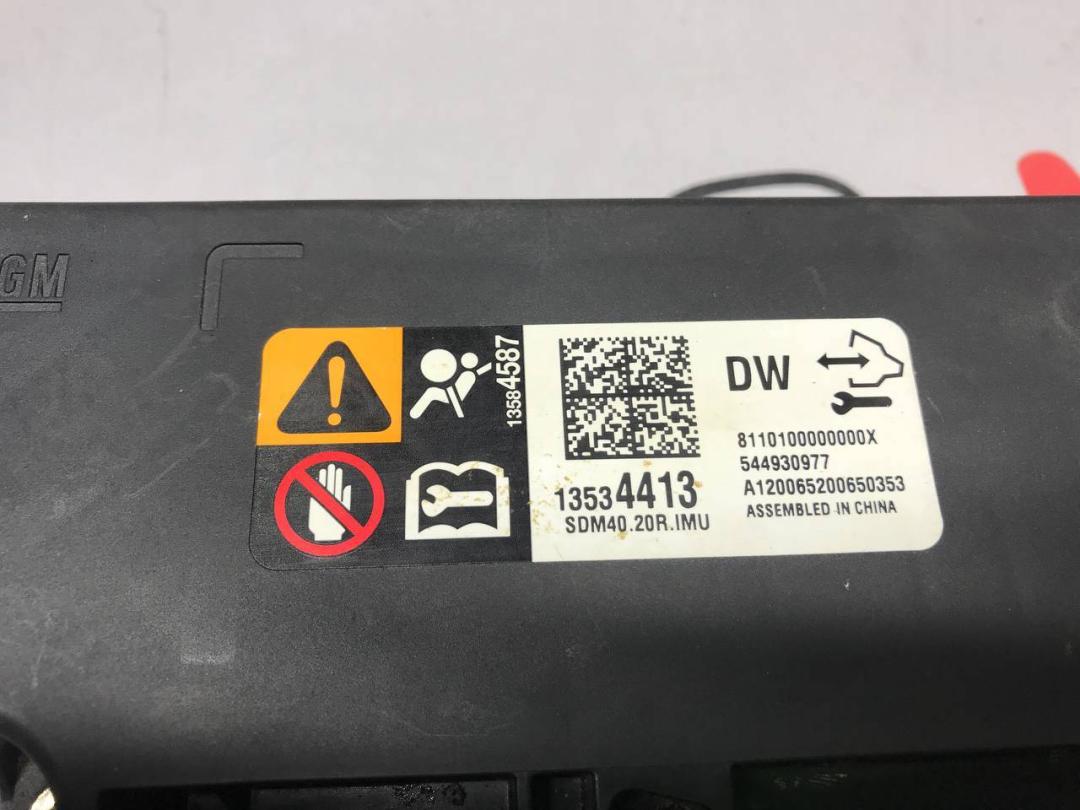 GM
13584587
DW
8110100000000X
544930977
A120065200650353
ASSEMBLED IN CHINA
13534413
SDM40.20R.IMU